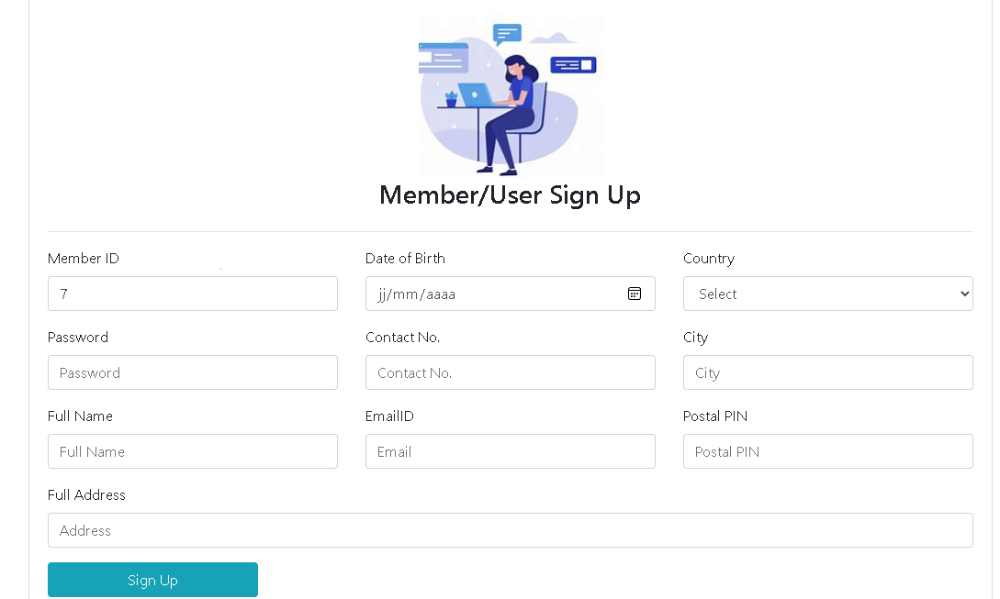 Member/User Sign Up
Member ID
Date of Birth
Country
7
jj/mm/aaaa
Select
Password
Contact No.
City
Password
Contact No.
City
Full Name
EmailID
Postal PIN
Full Name
Email
Postal PIN
Full Address
Address
Sign Up